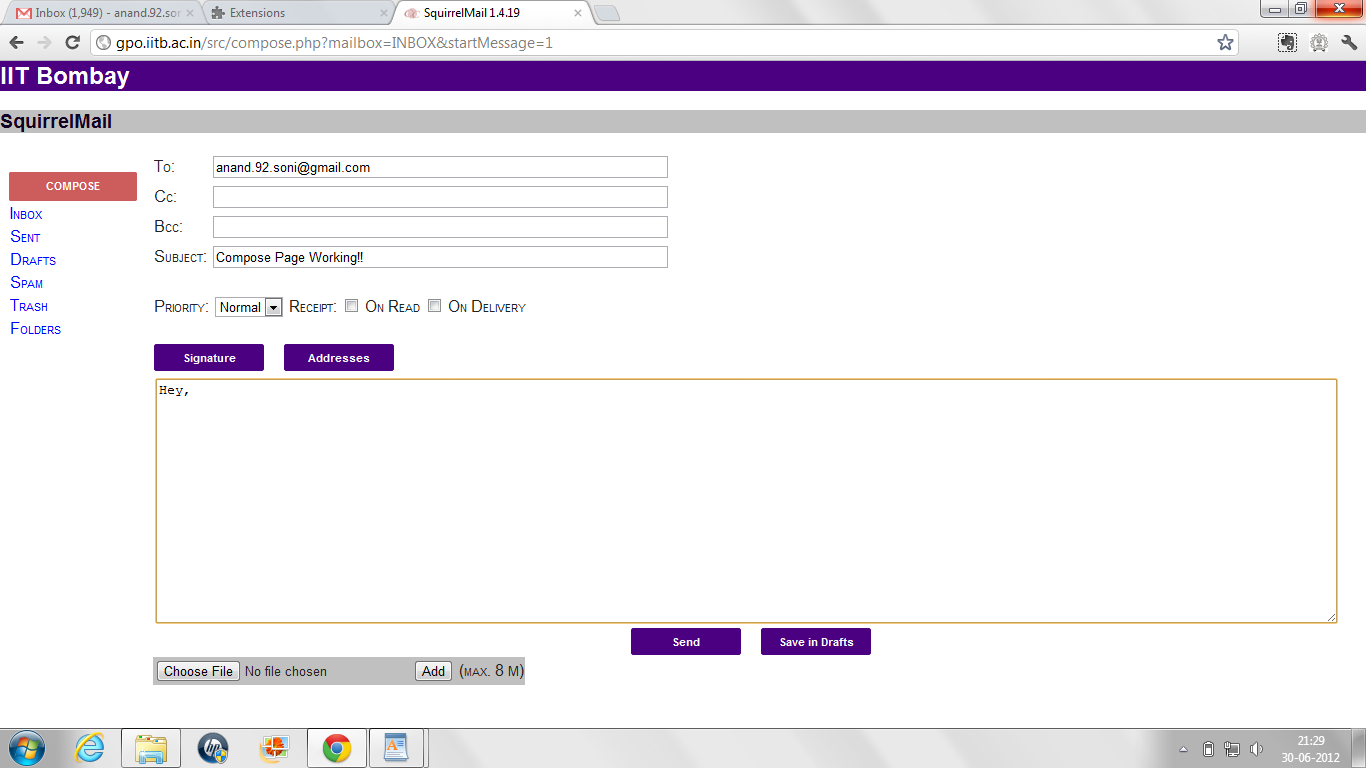 Inbox (1,949) - anand.92.sor
Extensions
SquirrelMail 1.4.19
gpo.iitb.ac.in/src/compose.php?mailbox=INBOX&startMessage=1
IIT Bombay
SquirrelMail
COMPOSE
Inbox
Sent
Drafts
Spam
Trash
Folders
To: anand.92.soni@gmail.com
Cc:
Bcc:
Subject: Compose Page Working!!
Priority: Normal Receipt: On Read On Delivery
Signature Addresses
Hey,
Send Save in Drafts
Choose File No file chosen Add (max. 8 M)
hp
21:29
30-06-2012